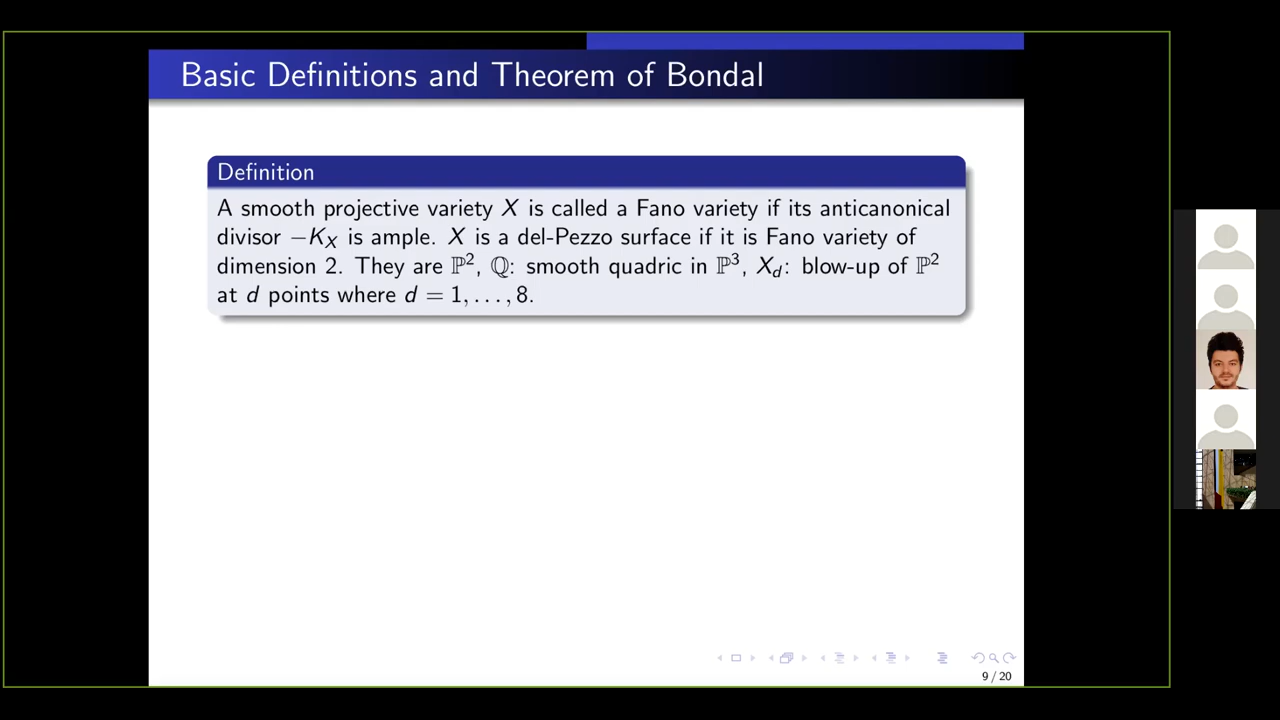 Basic Definitions and Theorem of Bondal
Definition
A smooth projective variety X is called a Fano variety if its anticanonical
divisor −K_X is ample. X is a del-Pezzo surface if it is Fano variety of
dimension 2. They are ℙ², ℚ: smooth quadric in ℙ³, X_d: blow-up of ℙ²
at d points where d = 1, . . . , 8.
9 / 20